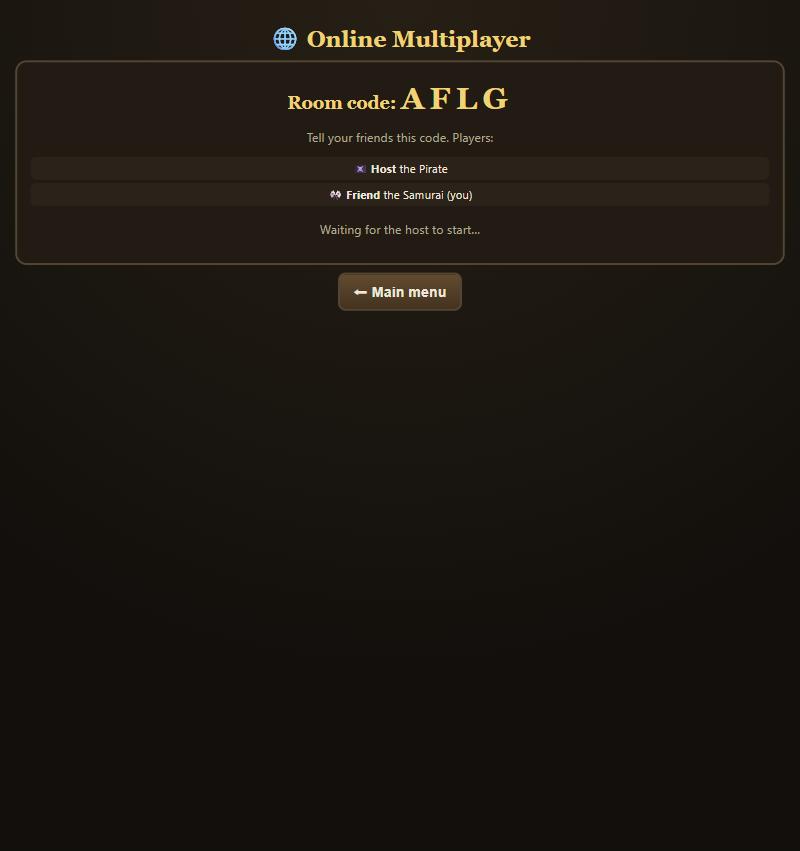 Online Multiplayer
Room code: AFLG
Tell your friends this code. Players:
Host the Pirate
Friend the Samurai (you)
Waiting for the host to start...
← Main menu